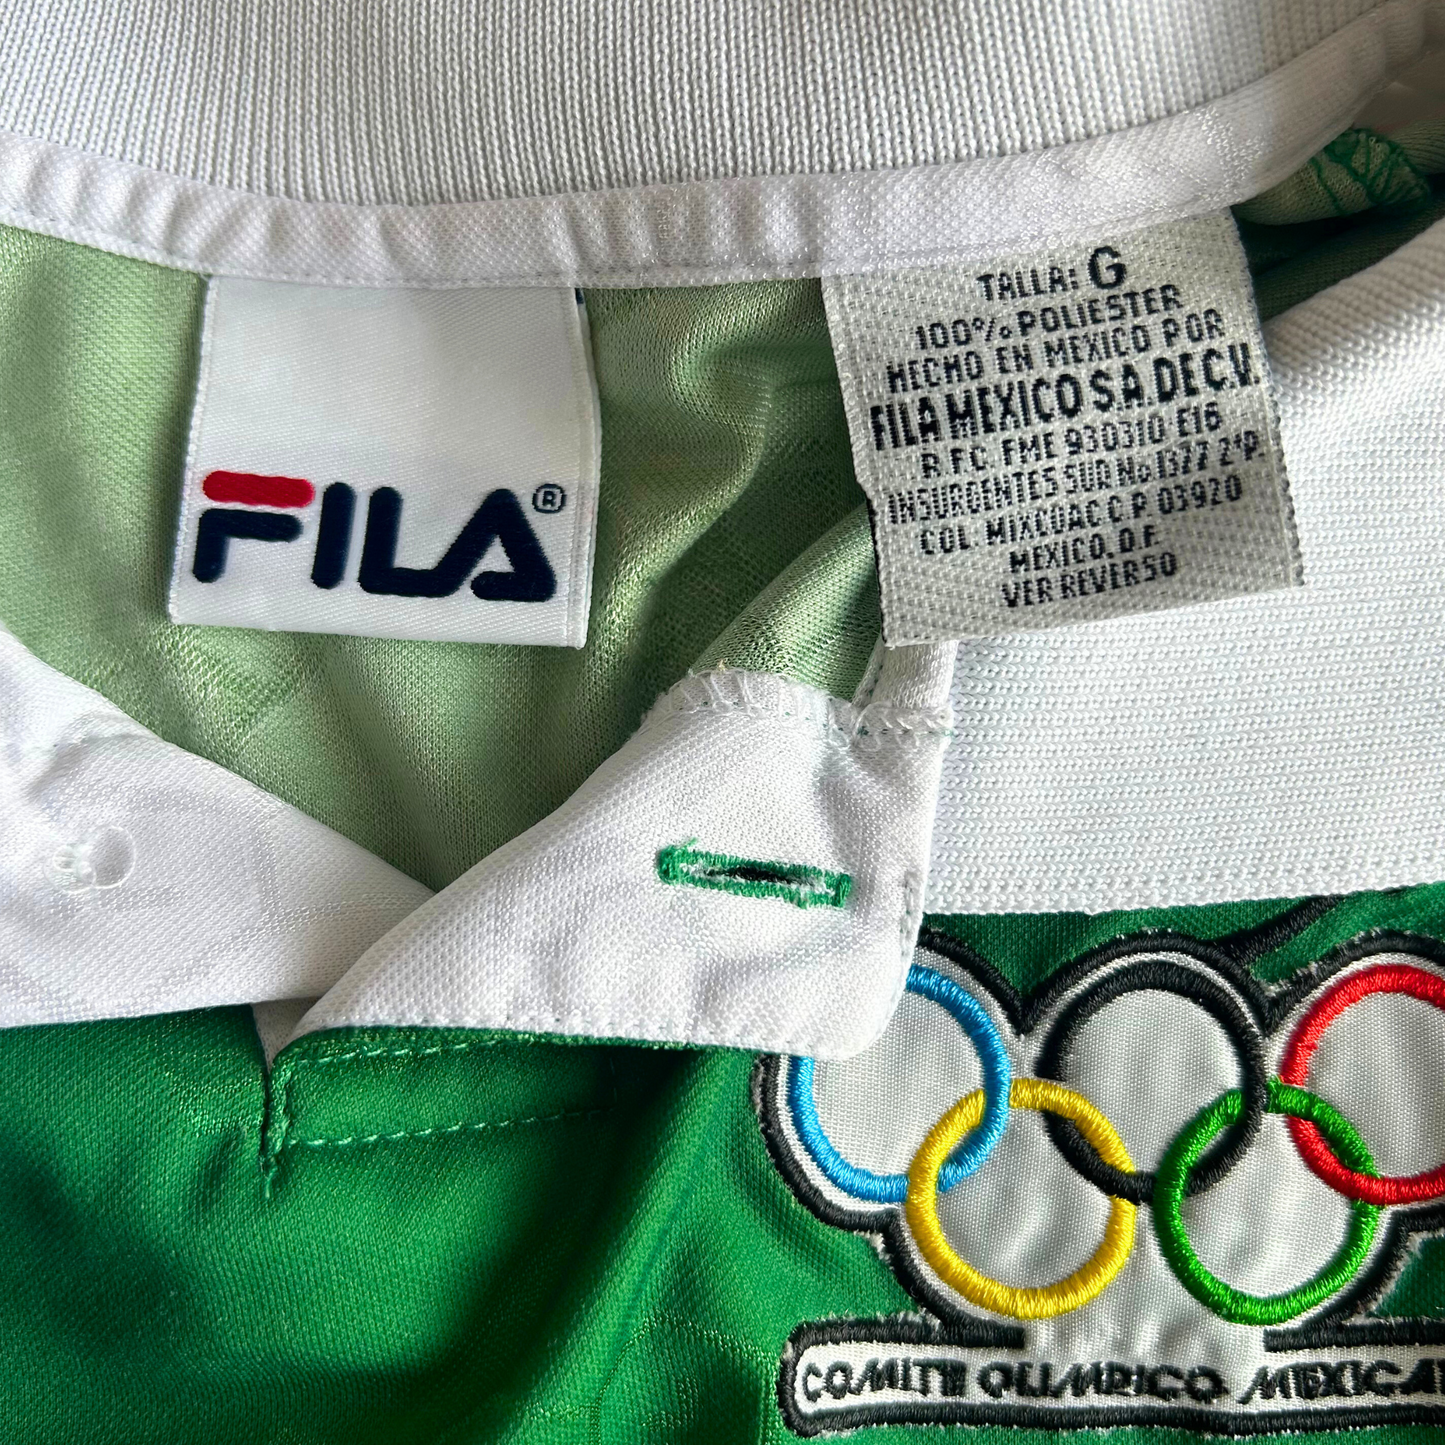 FILA®
TALLA: G
100% POLIESTER
HECHO EN MEXICO POR
FILA MEXICO S.A. DE C.V.
R.F.C. FME 930310 E16
INSURGENTES SUR No 1377 2º P.
COL. MIXCOAC C.P. 03920
MEXICO, D.F.
VER REVERSO
COMITE OLIMPICO MEXICA